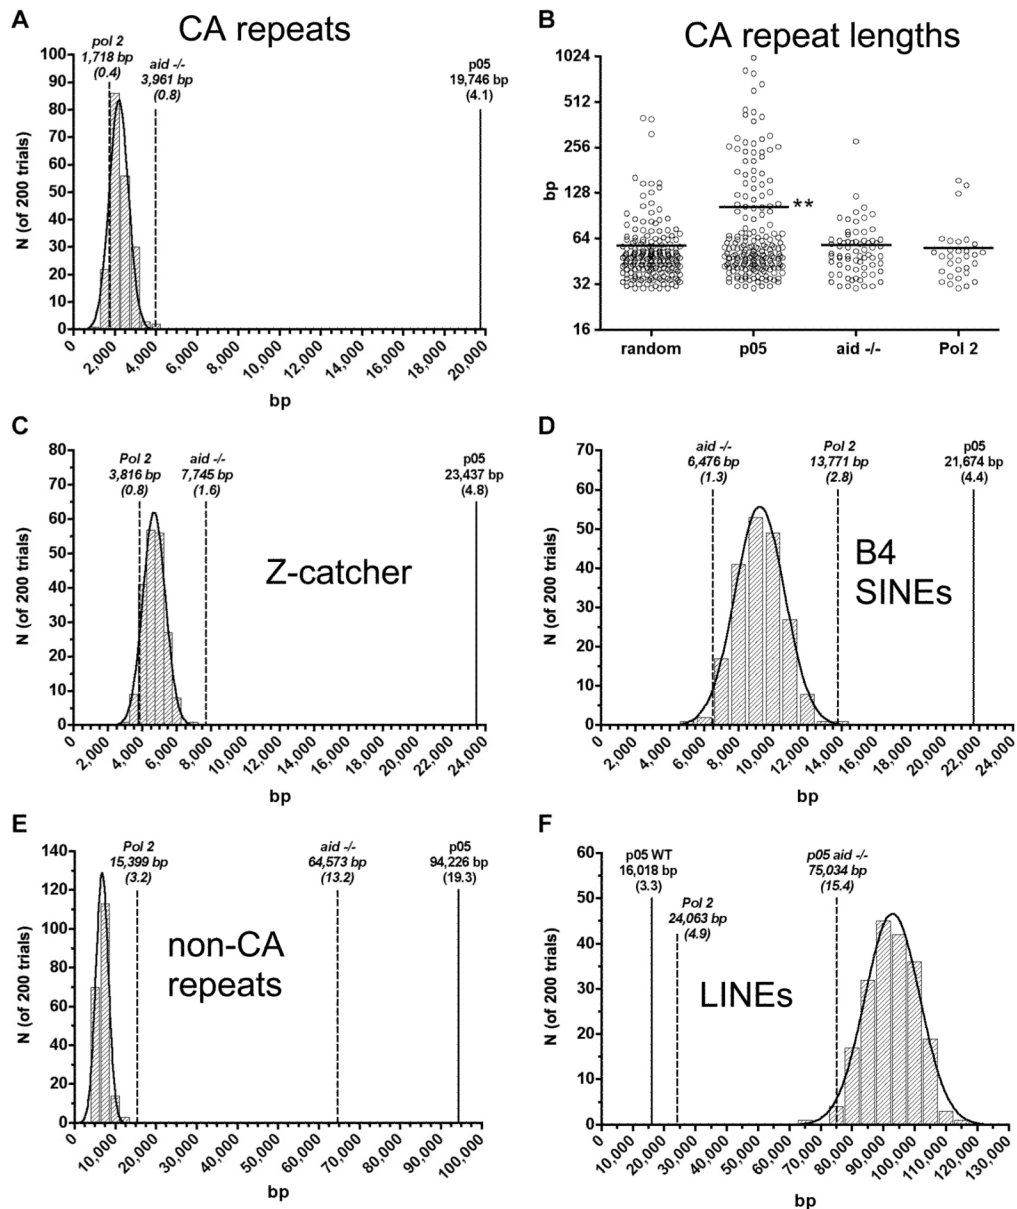 A
CA repeats
pol 2
1,718 bp
(0.4)
aid -/-
3,961 bp
(0.8)
p05
19,746 bp
(4.1)
N (of 200 trials)
100
90
80
70
60
50
40
30
20
10
0
0
2,000
4,000
6,000
8,000
10,000
12,000
14,000
16,000
18,000
20,000
bp
B
CA repeat lengths
bp
1024
512
256
128
64
32
16
**
random
p05
aid -/-
Pol 2
C
Pol 2
3,816 bp
(0.8)
aid -/-
7,745 bp
(1.6)
p05
23,437 bp
(4.8)
Z-catcher
N (of 200 trials)
80
70
60
50
40
30
20
10
0
0
2,000
4,000
6,000
8,000
10,000
12,000
14,000
16,000
18,000
20,000
22,000
24,000
bp
D
aid -/-
6,476 bp
(1.3)
Pol 2
13,771 bp
(2.8)
p05
21,674 bp
(4.4)
B4
SINEs
N (of 200 trials)
70
60
50
40
30
20
10
0
0
2,000
4,000
6,000
8,000
10,000
12,000
14,000
16,000
18,000
20,000
22,000
24,000
bp
E
Pol 2
15,399 bp
(3.2)
aid -/-
64,573 bp
(13.2)
p05
94,226 bp
(19.3)
non-CA
repeats
N (of 200 trials)
140
120
100
80
60
40
20
0
0
10,000
20,000
30,000
40,000
50,000
60,000
70,000
80,000
90,000
100,000
bp
F
p05 WT
16,018 bp
(3.3)
Pol 2
24,063 bp
(4.9)
p05 aid -/-
75,034 bp
(15.4)
LINEs
N (of 200 trials)
60
50
40
30
20
10
0
0
10,000
20,000
30,000
40,000
50,000
60,000
70,000
80,000
90,000
100,000
110,000
120,000
130,000
bp